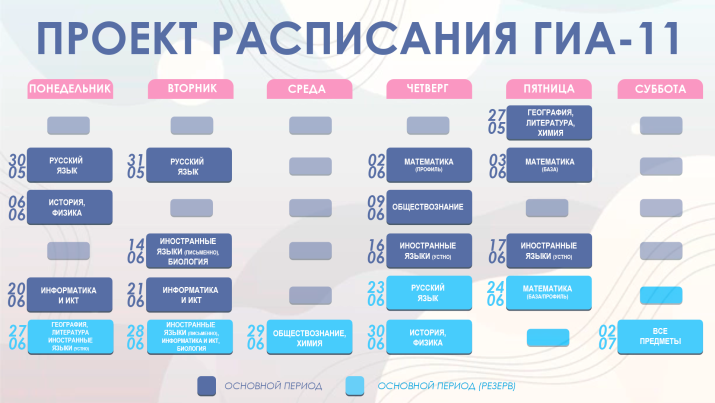 ПРОЕКТ РАСПИСАНИЯ ГИА-11
ПОНЕДЕЛЬНИК ВТОРНИК СРЕДА ЧЕТВЕРГ ПЯТНИЦА СУББОТА
27
05
ГЕОГРАФИЯ,
ЛИТЕРАТУРА,
ХИМИЯ
30
05
РУССКИЙ
ЯЗЫК
31
05
РУССКИЙ
ЯЗЫК
02
06
МАТЕМАТИКА
(ПРОФИЛЬ)
03
06
МАТЕМАТИКА
(БАЗА)
06
06
ИСТОРИЯ,
ФИЗИКА
09
06
ОБЩЕСТВОЗНАНИЕ
14
06
ИНОСТРАННЫЕ
ЯЗЫКИ (ПИСЬМЕННО),
БИОЛОГИЯ
16
06
ИНОСТРАННЫЕ
ЯЗЫКИ (УСТНО)
17
06
ИНОСТРАННЫЕ
ЯЗЫКИ (УСТНО)
20
06
ИНФОРМАТИКА
И ИКТ
21
06
ИНФОРМАТИКА
И ИКТ
23
06
РУССКИЙ
ЯЗЫК
24
06
МАТЕМАТИКА
(БАЗА/ПРОФИЛЬ)
27
06
ГЕОГРАФИЯ,
ЛИТЕРАТУРА
ИНОСТРАННЫЕ
ЯЗЫКИ (УСТНО)
28
06
ИНОСТРАННЫЕ
ЯЗЫКИ (ПИСЬМЕННО),
ИНФОРМАТИКА И ИКТ,
БИОЛОГИЯ
29
06
ОБЩЕСТВОЗНАНИЕ,
ХИМИЯ
30
06
ИСТОРИЯ,
ФИЗИКА
02
07
ВСЕ
ПРЕДМЕТЫ
ОСНОВНОЙ ПЕРИОД ОСНОВНОЙ ПЕРИОД (РЕЗЕРВ)